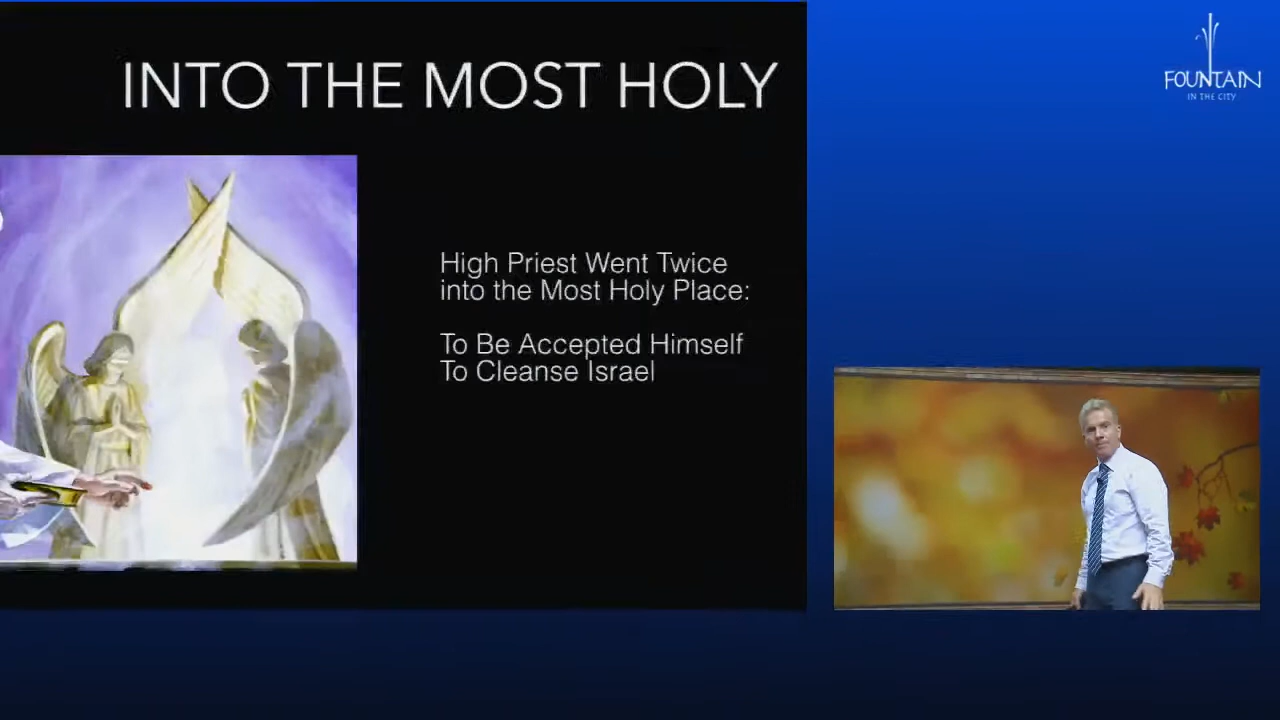 INTO THE MOST HOLY
FOUNTAIN
IN THE CITY
High Priest Went Twice
into the Most Holy Place:
To Be Accepted Himself
To Cleanse Israel